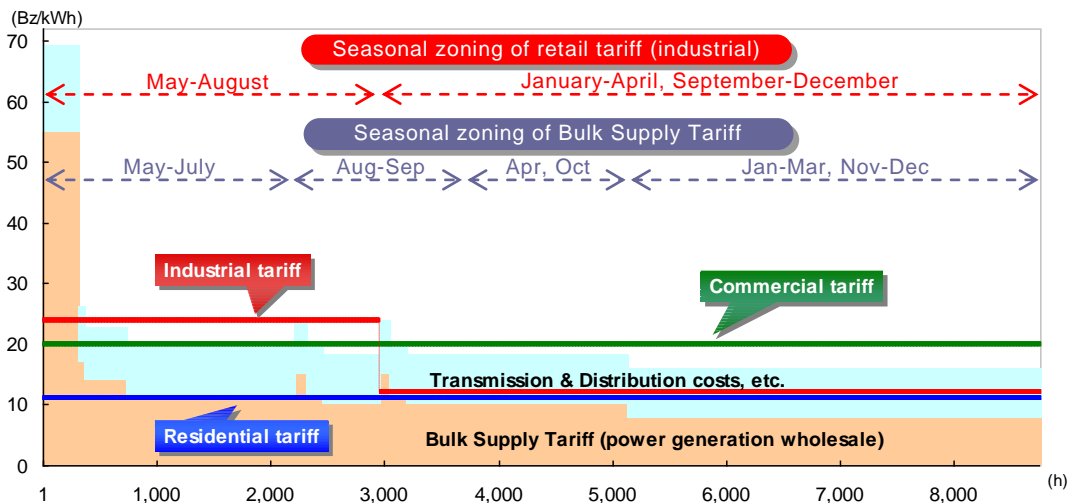 (Bz/kWh)
70
60
50
40
30
20
10
0
Seasonal zoning of retail tariff (industrial)
May-August
January-April, September-December
Seasonal zoning of Bulk Supply Tariff
May-July
Aug-Sep
Apr, Oct
Jan-Mar, Nov-Dec
Industrial tariff
Commercial tariff
Transmission & Distribution costs, etc.
Residential tariff
Bulk Supply Tariff (power generation wholesale)
1
1,000
2,000
3,000
4,000
5,000
6,000
7,000
8,000
(h)